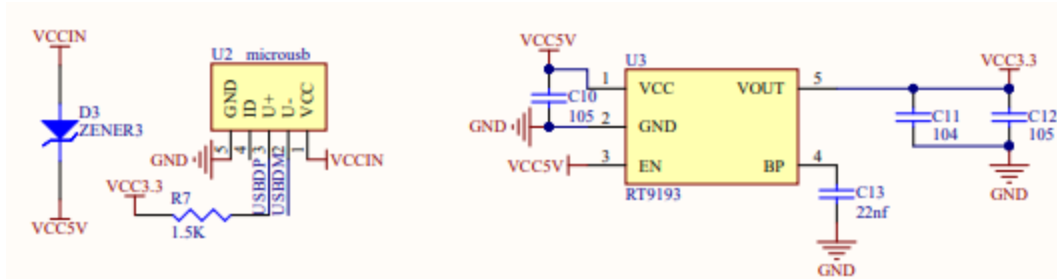 VCCIN
D3
ZENER3
VCC5V
U2 microusb
GND
ID
U+
U-
VCC
5
4
3
2
1
GND
VCCIN
USBDP
USBDM
VCC3.3
R7
1.5K
VCC5V
C10
105
GND
VCC5V
U3
1
VCC
VOUT
5
2
GND
3
EN
BP
4
RT9193
C11
104
VCC3.3
C12
105
GND
C13
22nf
GND